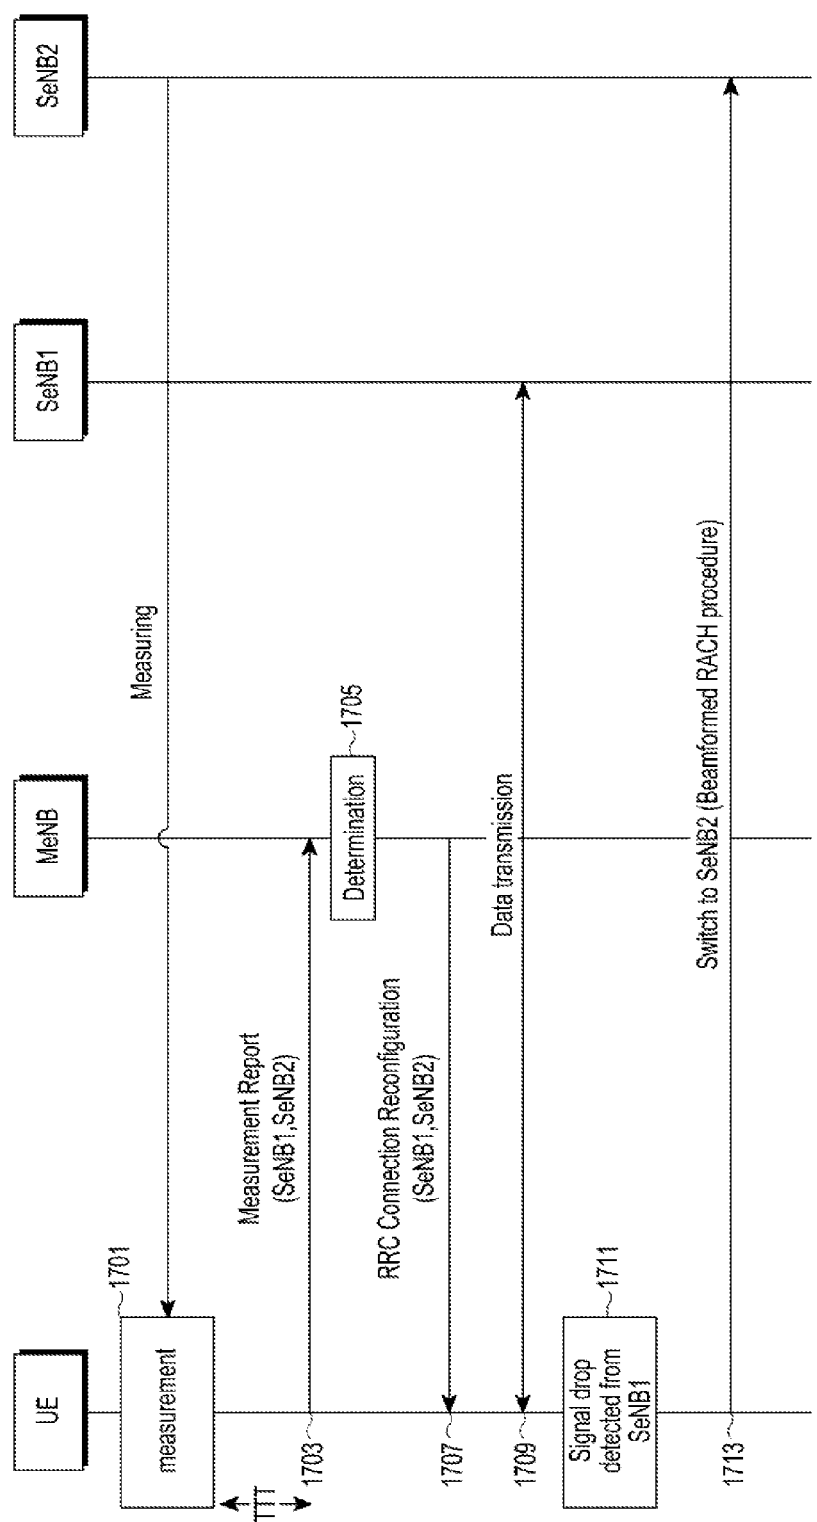 UE
MeNB
SeNB1
SeNB2
measurement
1701
Measuring
TTT
1703
Measurement Report
(SeNB1,SeNB2)
Determination
1705
1707
RRC Connection Reconfiguration
(SeNB1,SeNB2)
1709
Data transmission
Signal drop
detected from
SeNB1
1711
1713
Switch to SeNB2 (Beamformed RACH procedure)